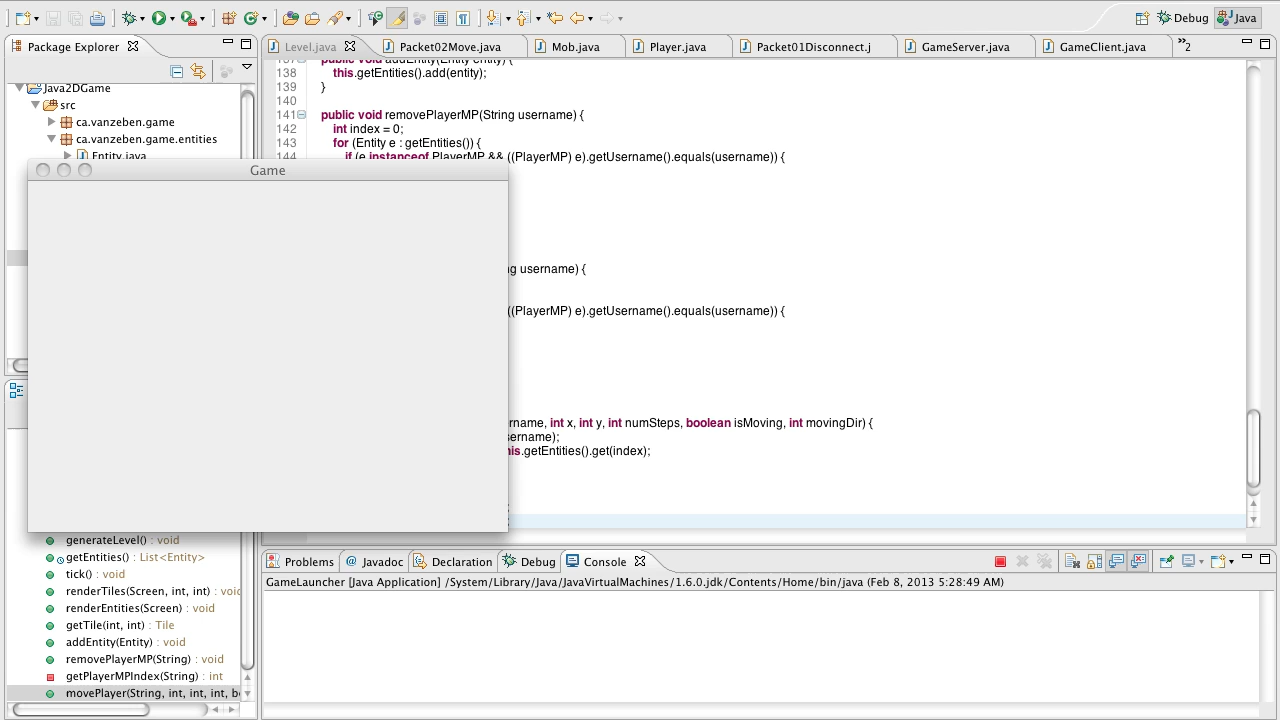 Debug
Java
Package Explorer
Level.java
Packet02Move.java
Mob.java
Player.java
Packet01Disconnect.j
GameServer.java
GameClient.java
2
Java2DGame
src
ca.vanzeben.game
ca.vanzeben.game.entities
Entity.java
137 public void addEntity(Entity entity) {
138 this.getEntities().add(entity);
139 }
140
141 public void removePlayerMP(String username) {
142 int index = 0;
143 for (Entity e : getEntities()) {
144 if (e instanceof PlayerMP && ((PlayerMP) e).getUsername().equals(username)) {
Game
username) {
((PlayerMP) e).getUsername().equals(username)) {
int x, int y, int numSteps, boolean isMoving, int movingDir) {
.getEntities().get(index);
generateLevel() : void
getEntities() : List<Entity>
tick() : void
renderTiles(Screen, int, int) : void
renderEntities(Screen) : void
getTile(int, int) : Tile
addEntity(Entity) : void
removePlayerMP(String) : void
getPlayerMPIndex(String) : int
movePlayer(String, int, int, int, b
Problems
Javadoc
Declaration
Debug
Console
GameLauncher [Java Application] /System/Library/Java/JavaVirtualMachines/1.6.0.jdk/Contents/Home/bin/java (Feb 8, 2013 5:28:49 AM)